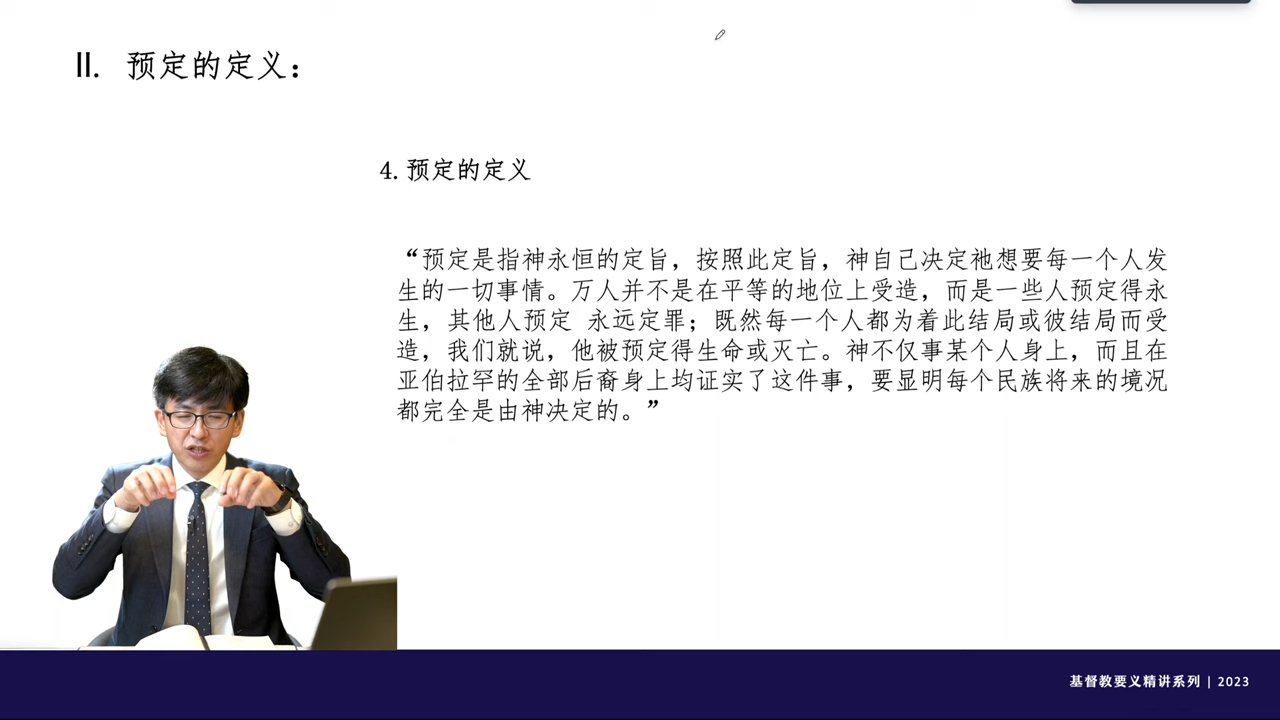 II. 预定的定义：
4. 预定的定义
“预定是指神永恒的定旨，按照此定旨，神自己决定祂想要每一个人发
生的一切事情。万人并不是在平等的地位上受造，而是一些人预定得永
生，其他人预定 永远定罪；既然每一个人都为着此结局或彼结局而受
造，我们就说，他被预定得生命或灭亡。神不仅事某个人身上，而且在
亚伯拉罕的全部后裔身上均证实了这件事，要显明每个民族将来的境况
都完全是由神决定的。”
基督教要义精讲系列 | 2023